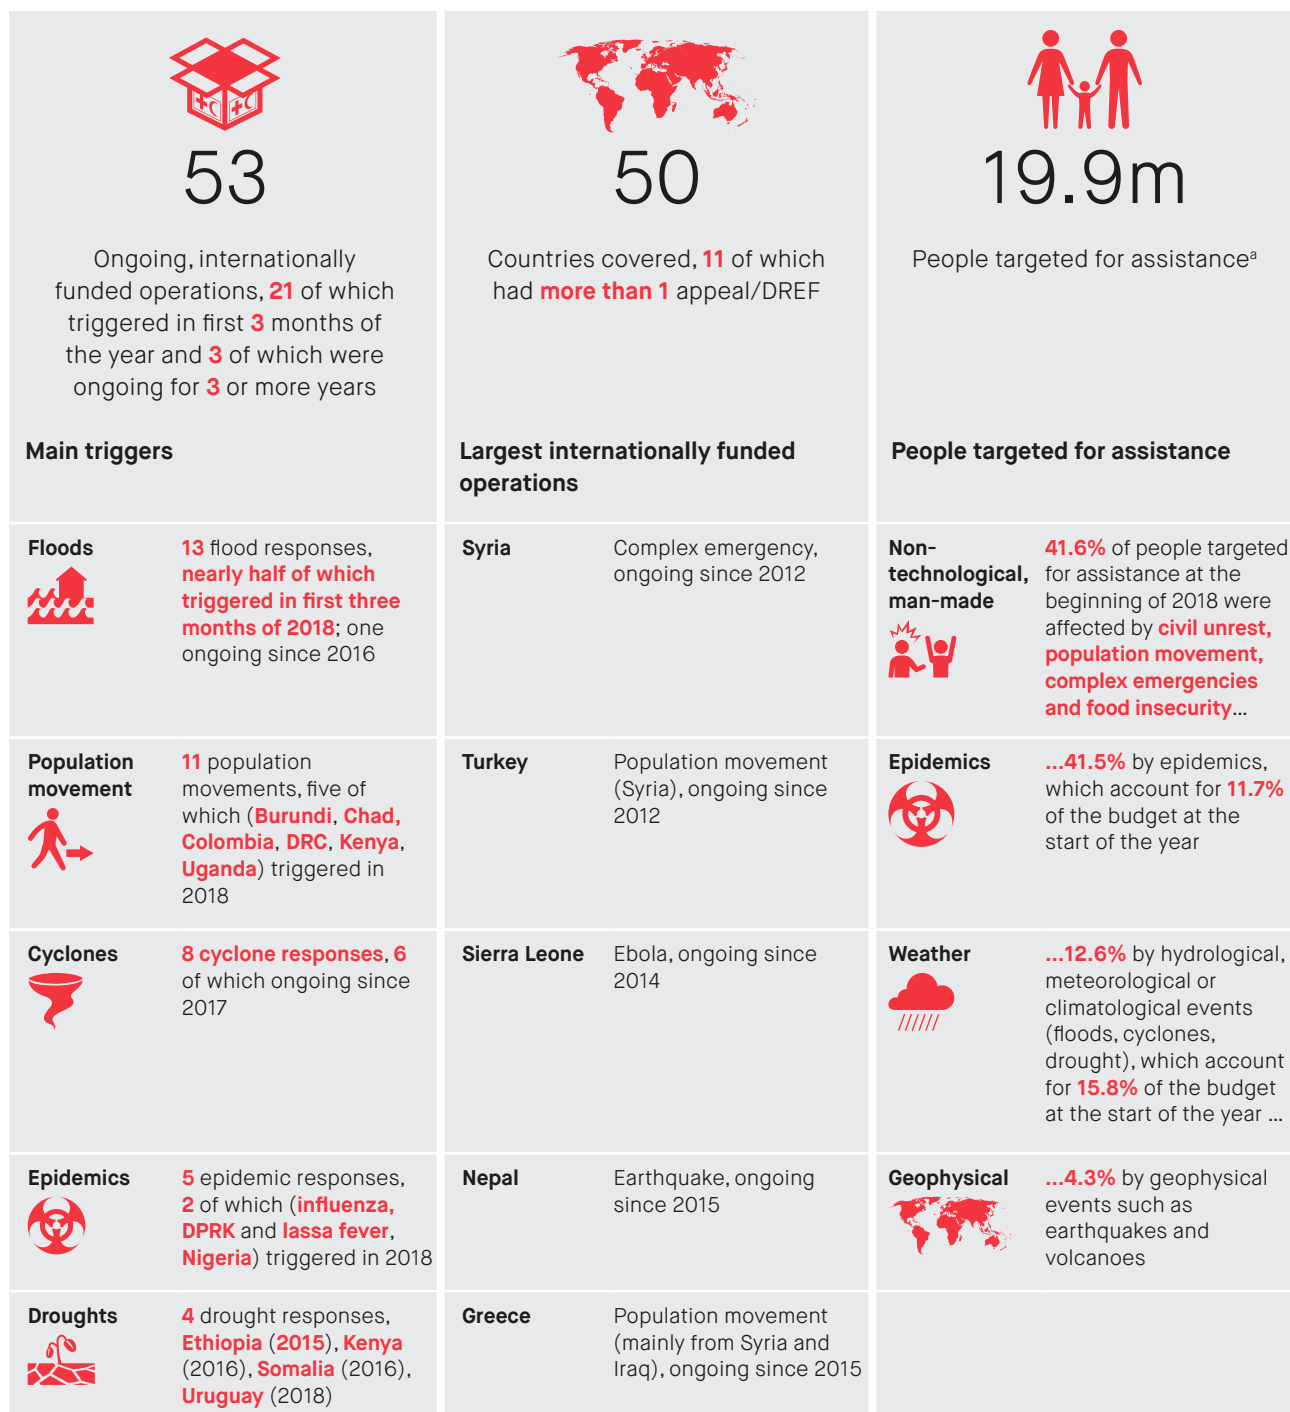 53
Ongoing, internationally
funded operations, 21 of which
triggered in first 3 months of
the year and 3 of which were
ongoing for 3 or more years
50
Countries covered, 11 of which
had more than 1 appeal/DREF
19.9m
People targeted for assistanceᵃ
Main triggers
Largest internationally funded
operations
People targeted for assistance
Floods
13 flood responses,
nearly half of which
triggered in first three
months of 2018; one
ongoing since 2016
Syria
Complex emergency,
ongoing since 2012
Non-
technological,
man-made
41.6% of people targeted
for assistance at the
beginning of 2018 were
affected by civil unrest,
population movement,
complex emergencies
and food insecurity...
Population
movement
11 population
movements, five of
which (Burundi, Chad,
Colombia, DRC, Kenya,
Uganda) triggered in
2018
Turkey
Population movement
(Syria), ongoing since
2012
Epidemics
...41.5% by epidemics,
which account for 11.7%
of the budget at the
start of the year
Cyclones
8 cyclone responses, 6
of which ongoing since
2017
Sierra Leone
Ebola, ongoing since
2014
Weather
...12.6% by hydrological,
meteorological or
climatological events
(floods, cyclones,
drought), which account
for 15.8% of the budget
at the start of the year ...
Epidemics
5 epidemic responses,
2 of which (influenza,
DPRK and lassa fever,
Nigeria) triggered in 2018
Nepal
Earthquake, ongoing
since 2015
Geophysical
...4.3% by geophysical
events such as
earthquakes and
volcanoes
Droughts
4 drought responses,
Ethiopia (2015), Kenya
(2016), Somalia (2016),
Uruguay (2018)
Greece
Population movement
(mainly from Syria and
Iraq), ongoing since 2015